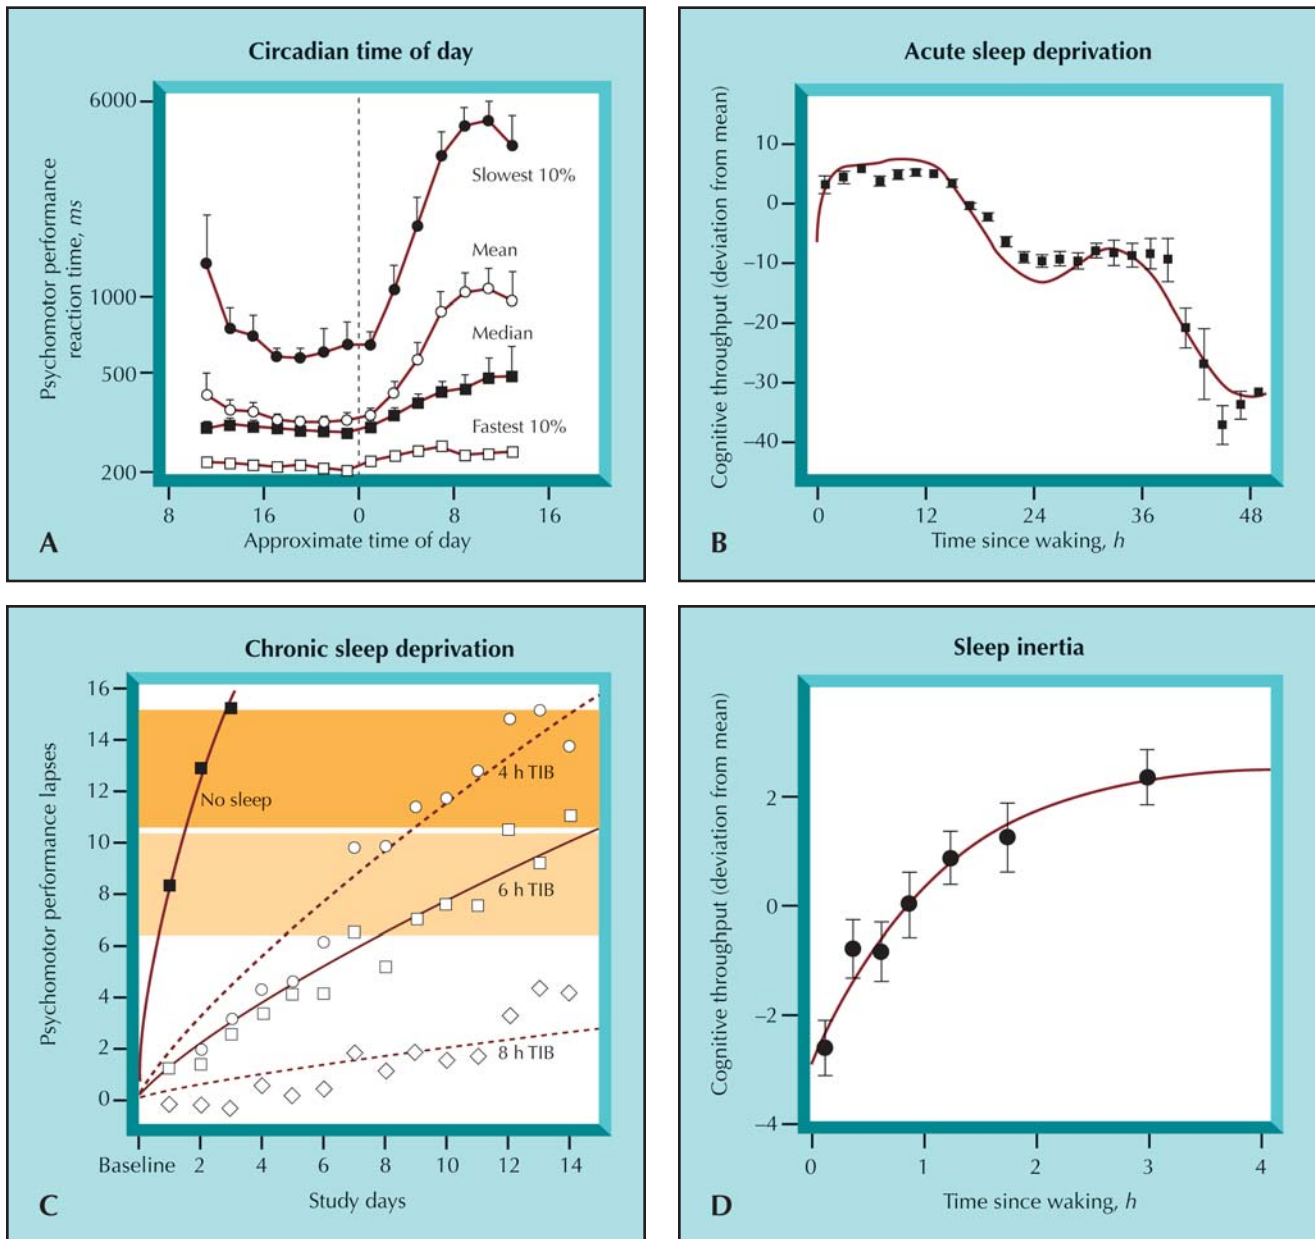 Circadian time of day
Psychomotor performance
reaction time, ms
6000
1000
500
200
Slowest 10%
Mean
Median
Fastest 10%
8 16 0 8 16
Approximate time of day
A
Acute sleep deprivation
Cognitive throughput (deviation from mean)
10
0
–10
–20
–30
–40
0 12 24 36 48
Time since waking, h
B
Chronic sleep deprivation
Psychomotor performance lapses
16
14
12
10
8
6
4
2
0
No sleep
4 h TIB
6 h TIB
8 h TIB
Baseline 2 4 6 8 10 12 14
Study days
C
Sleep inertia
Cognitive throughput (deviation from mean)
2
0
–2
–4
0 1 2 3 4
Time since waking, h
D